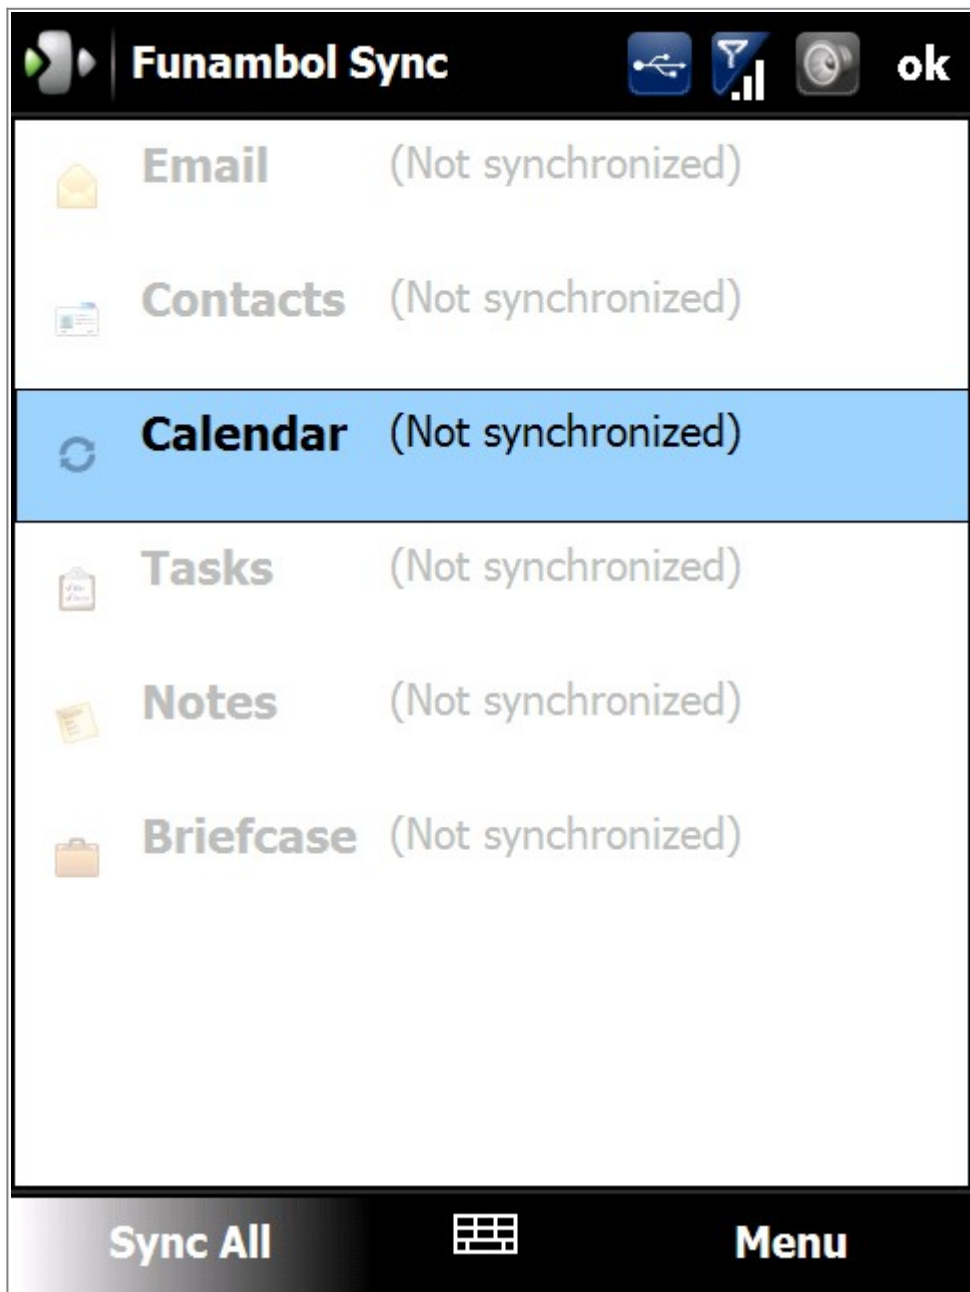 Funambol Sync ok
Email (Not synchronized)
Contacts (Not synchronized)
Calendar (Not synchronized)
Tasks (Not synchronized)
Notes (Not synchronized)
Briefcase (Not synchronized)
Sync All Menu